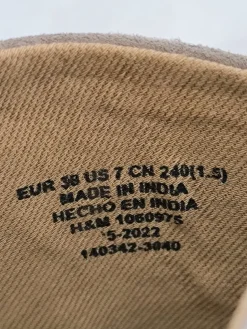 EUR 38 US 7 CN 240(1.5)
MADE IN INDIA
HECHO EN INDIA
H&M 1060975
5-2022
140342-3040